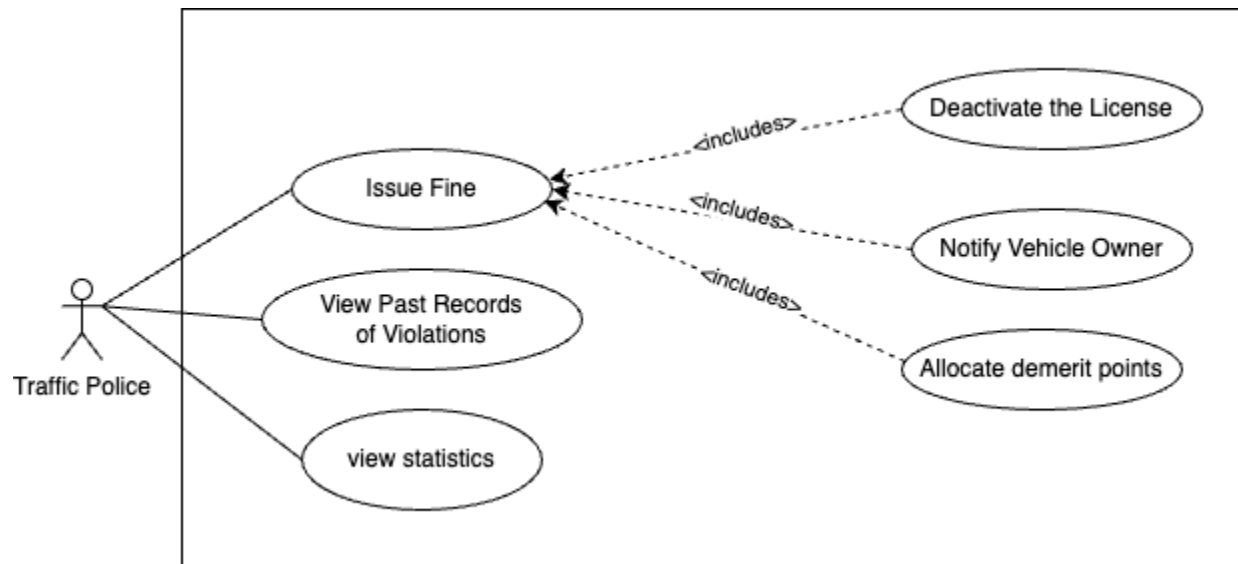 Deactivate the License
<includes>
Issue Fine
<includes>
Notify Vehicle Owner
<includes>
View Past Records
of Violations
Allocate demerit points
Traffic Police
view statistics